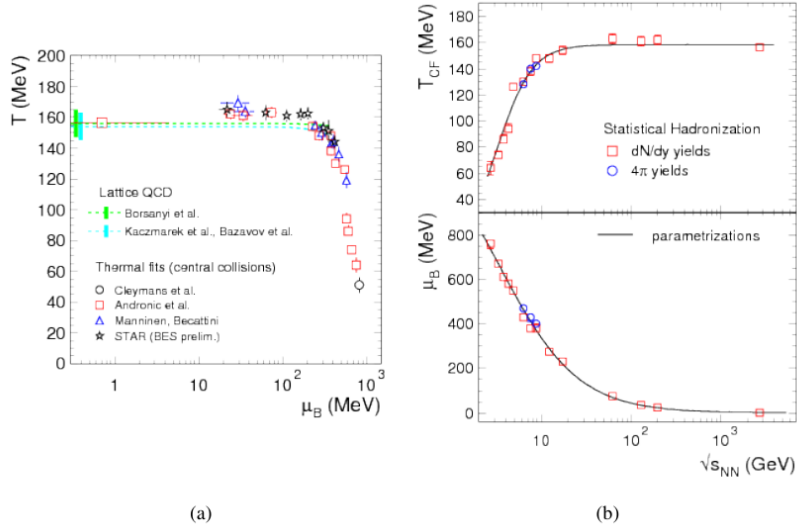 T (MeV)
200
180
160
140
120
100
80
60
40
20
0
Lattice QCD
Borsanyi et al.
Kaczmarek et al., Bazavov et al.
Thermal fits (central collisions)
Cleymans et al.
Andronic et al.
Manninen, Becattini
STAR (BES prelim.)
1 10 10² 10³
μB (MeV)
(a)
TCF (MeV)
180
160
140
120
100
80
60
40
Statistical Hadronization
dN/dy yields
4π yields
μB (MeV)
800
600
400
200
0
parametrizations
10 10² 10³
√sNN (GeV)
(b)